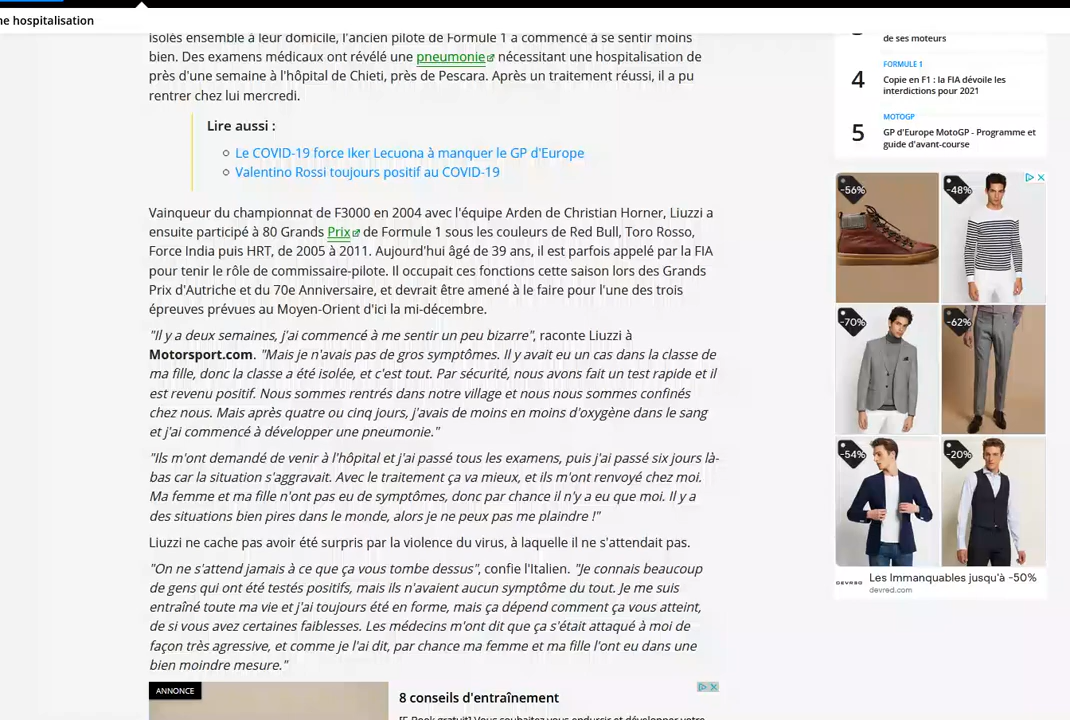 ne hospitalisation
isolés ensemble à leur domicile, l'ancien pilote de Formule 1 a commencé à se sentir moins
bien. Des examens médicaux ont révélé une pneumonie nécessitant une hospitalisation de
près d'une semaine à l'hôpital de Chieti, près de Pescara. Après un traitement réussi, il a pu
rentrer chez lui mercredi.
Lire aussi :
Le COVID-19 force Iker Lecuona à manquer le GP d'Europe
Valentino Rossi toujours positif au COVID-19
Vainqueur du championnat de F3000 en 2004 avec l'équipe Arden de Christian Horner, Liuzzi a
ensuite participé à 80 Grands Prix de Formule 1 sous les couleurs de Red Bull, Toro Rosso,
Force India puis HRT, de 2005 à 2011. Aujourd'hui âgé de 39 ans, il est parfois appelé par la FIA
pour tenir le rôle de commissaire-pilote. Il occupait ces fonctions cette saison lors des Grands
Prix d'Autriche et du 70e Anniversaire, et devrait être amené à le faire pour l'une des trois
épreuves prévues au Moyen-Orient d'ici la mi-décembre.
"Il y a deux semaines, j'ai commencé à me sentir un peu bizarre", raconte Liuzzi à
Motorsport.com. "Mais je n'avais pas de gros symptômes. Il y avait eu un cas dans la classe de
ma fille, donc la classe a été isolée, et c'est tout. Par sécurité, nous avons fait un test rapide et il
est revenu positif. Nous sommes rentrés dans notre village et nous nous sommes confinés
chez nous. Mais après quatre ou cinq jours, j'avais de moins en moins d'oxygène dans le sang
et j'ai commencé à développer une pneumonie."
"Ils m'ont demandé de venir à l'hôpital et j'ai passé tous les examens, puis j'ai passé six jours là-
bas car la situation s'aggravait. Avec le traitement ça va mieux, et ils m'ont renvoyé chez moi.
Ma femme et ma fille n'ont pas eu de symptômes, donc par chance il n'y a eu que moi. Il y a
des situations bien pires dans le monde, alors je ne peux pas me plaindre !"
Liuzzi ne cache pas avoir été surpris par la violence du virus, à laquelle il ne s'attendait pas.
"On ne s'attend jamais à ce que ça vous tombe dessus", confie l'Italien. "Je connais beaucoup
de gens qui ont été testés positifs, mais ils n'avaient aucun symptôme du tout. Je me suis
entraîné toute ma vie et j'ai toujours été en forme, mais ça dépend comment ça vous atteint,
de si vous avez certaines faiblesses. Les médecins m'ont dit que ça s'était attaqué à moi de
façon très agressive, et comme je l'ai dit, par chance ma femme et ma fille l'ont eu dans une
bien moindre mesure."
ANNONCE
8 conseils d'entraînement
[E-Book gratuit] Vous souhaitez vous endurcir et développer votre
de ses moteurs
FORMULE 1
4
Copie en F1 : la FIA dévoile les
interdictions pour 2021
MOTOGP
5
GP d'Europe MotoGP - Programme et
guide d'avant-course
-56%
-48%
-70%
-62%
-54%
-20%
DEVRED
Les Immanquables jusqu'à -50%
devred.com